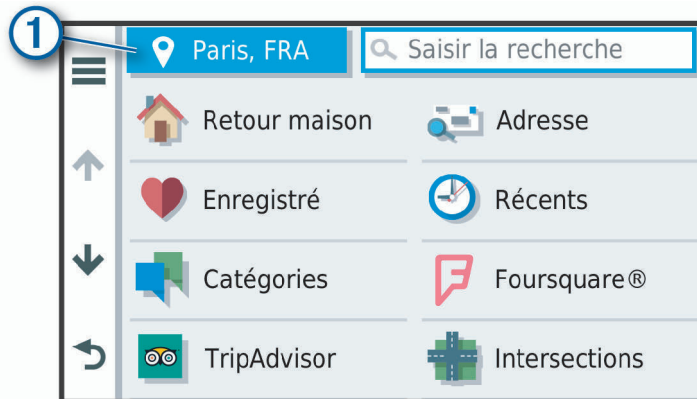 1
Paris, FRA
Saisir la recherche
Retour maison
Adresse
Enregistré
Récents
Catégories
Foursquare®
TripAdvisor
Intersections